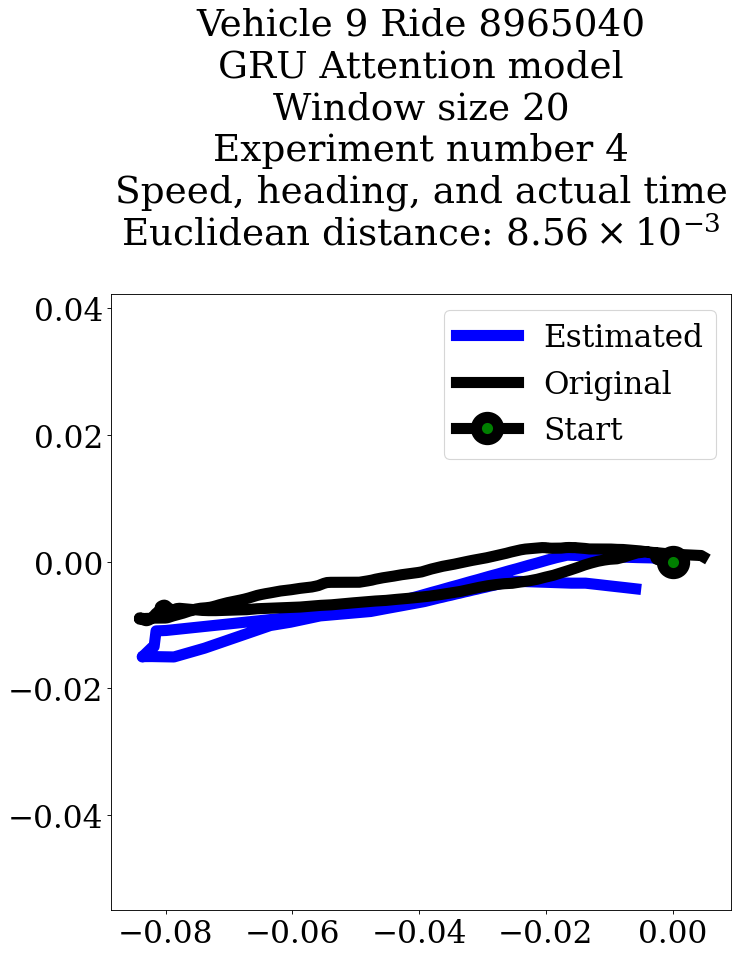 Vehicle 9 Ride 8965040
GRU Attention model
Window size 20
Experiment number 4
Speed, heading, and actual time
Euclidean distance: 8.56 × 10⁻³
0.04
0.02
0.00
−0.02
−0.04
Estimated
Original
Start
−0.08 −0.06 −0.04 −0.02 0.00